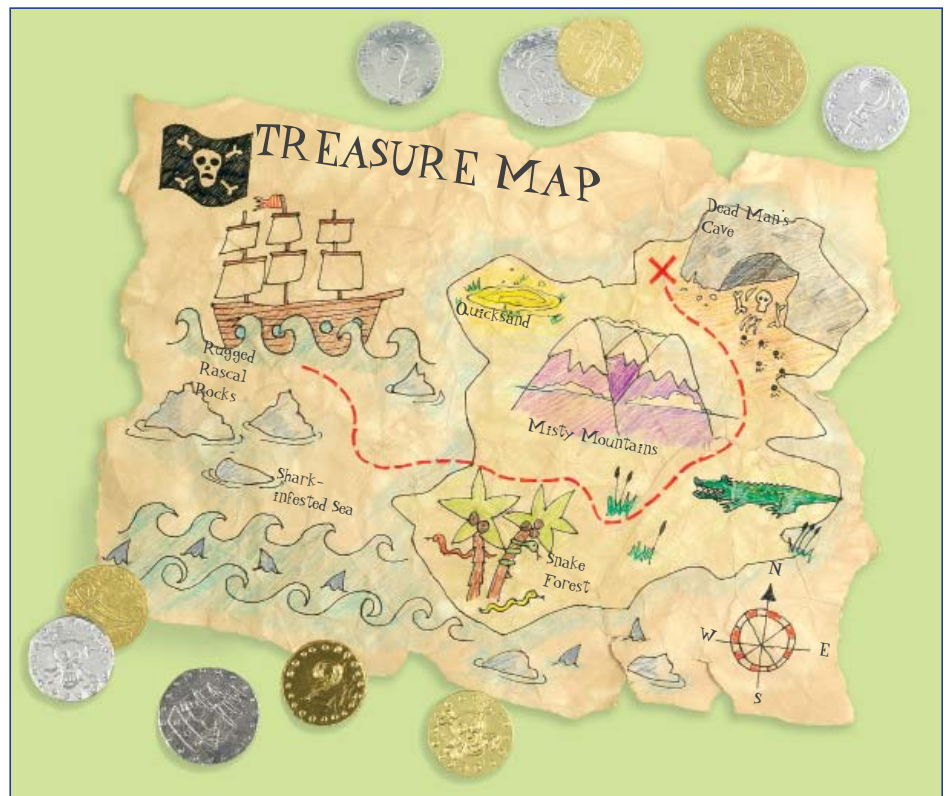 TREASURE MAP
Dead Man's
Cave
Quicksand
Rugged
Rascal
Rocks
Misty Mountains
Shark-
infested Sea
Snake
Forest
N
W
E
S